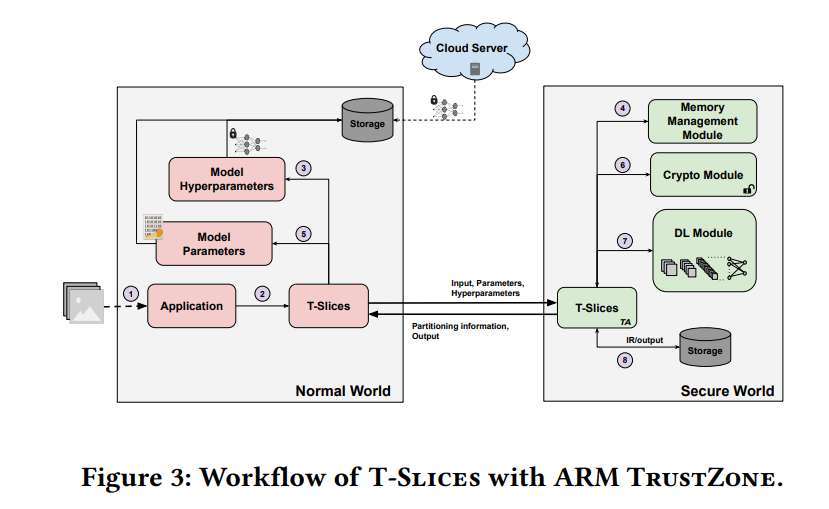 Cloud Server
Storage
Model
Hyperparameters
3
Model
Parameters
5
1
Application
2
T-Slices
Normal World
Input, Parameters,
Hyperparameters
Partitioning information,
Output
4
Memory
Management
Module
6
Crypto Module
7
DL Module
T-Slices
TA
IR/output
8
Storage
Secure World
Figure 3: Workflow of T-Slices with ARM TrustZone.